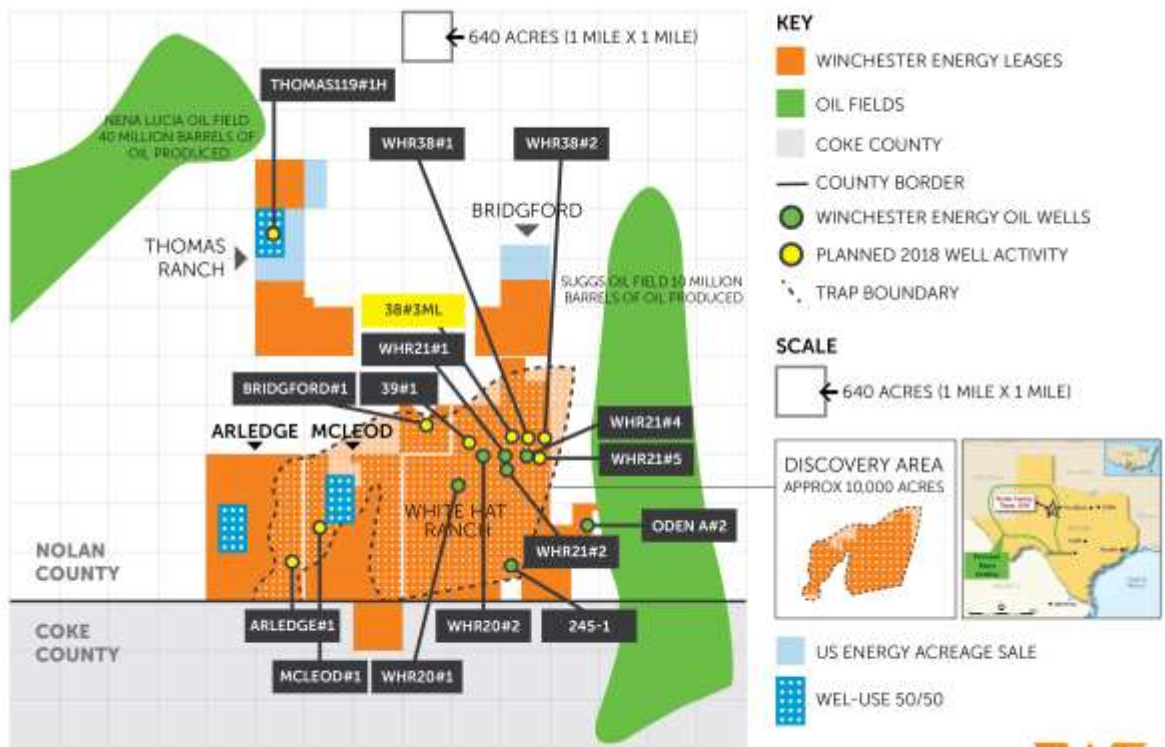 640 ACRES (1 MILE X 1 MILE)
THOMAS119#1H
NENA LUCIA OIL FIELD
40 MILLION BARRELS OF
OIL PRODUCED
WHR38#1
WHR38#2
BRIDGFORD
THOMAS
RANCH
SUGGS OIL FIELD 10 MILLION
BARRELS OF OIL PRODUCED
38#3ML
WHR21#1
BRIDGFORD#1
39#1
ARLEDGE
MCLEOD
WHR21#4
WHR21#5
WHITE HAT
RANCH
ODEN A#2
WHR21#2
NOLAN
COUNTY
COKE
COUNTY
ARLEDGE#1
WHR20#2
245-1
MCLEOD#1
WHR20#1
KEY
WINCHESTER ENERGY LEASES
OIL FIELDS
COKE COUNTY
COUNTY BORDER
WINCHESTER ENERGY OIL WELLS
PLANNED 2018 WELL ACTIVITY
TRAP BOUNDARY
SCALE
640 ACRES (1 MILE X 1 MILE)
DISCOVERY AREA
APPROX 10,000 ACRES
US ENERGY ACREAGE SALE
WEL-USE 50/50